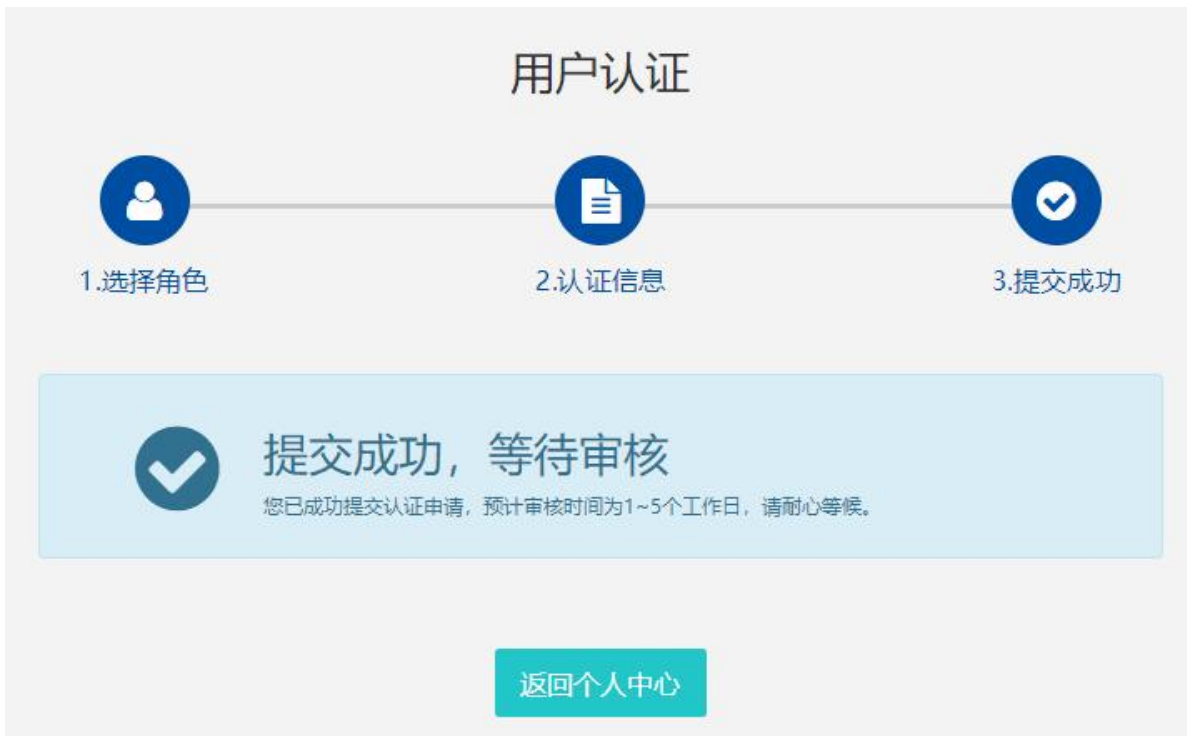 用户认证
1.选择角色
2.认证信息
3.提交成功
提交成功，等待审核
您已成功提交认证申请，预计审核时间为1~5个工作日，请耐心等候。
返回个人中心